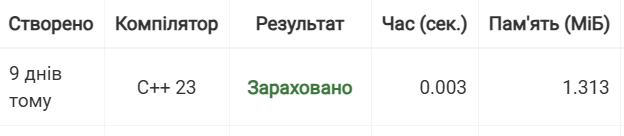 Створено Компілятор Результат Час (сек.) Пам'ять (МіБ)
9 днів
тому C++ 23 Зараховано 0.003 1.313